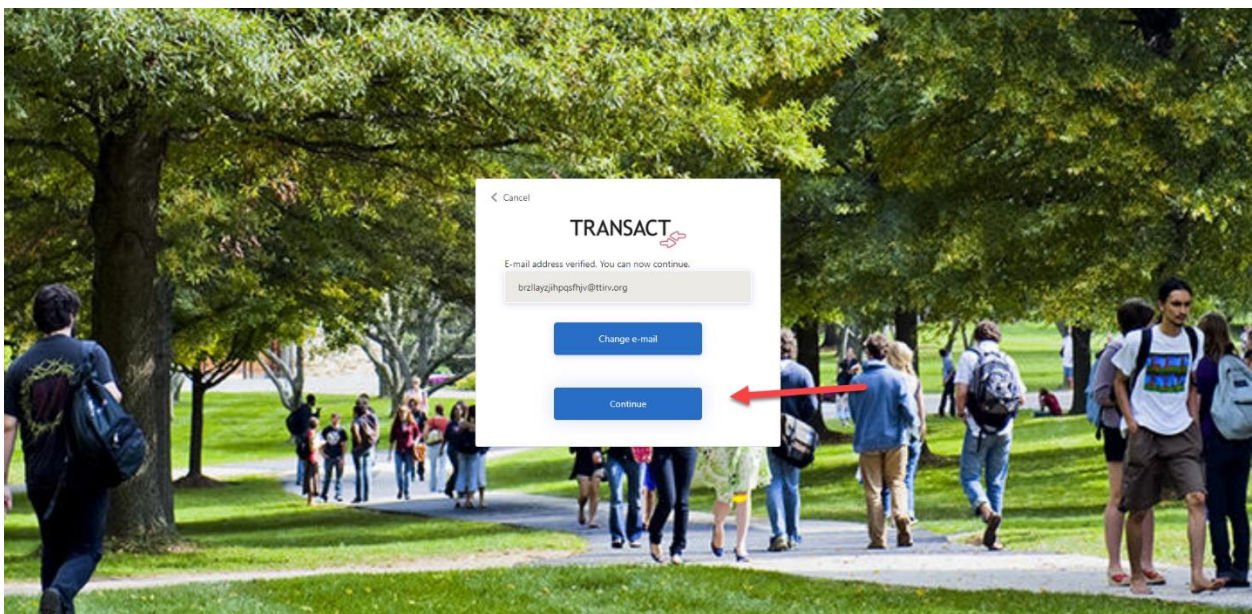 Cancel
TRANSACT
E-mail address verified. You can now continue.
brzllayzjihpqsfhjv@ttirv.org
Change e-mail
Continue